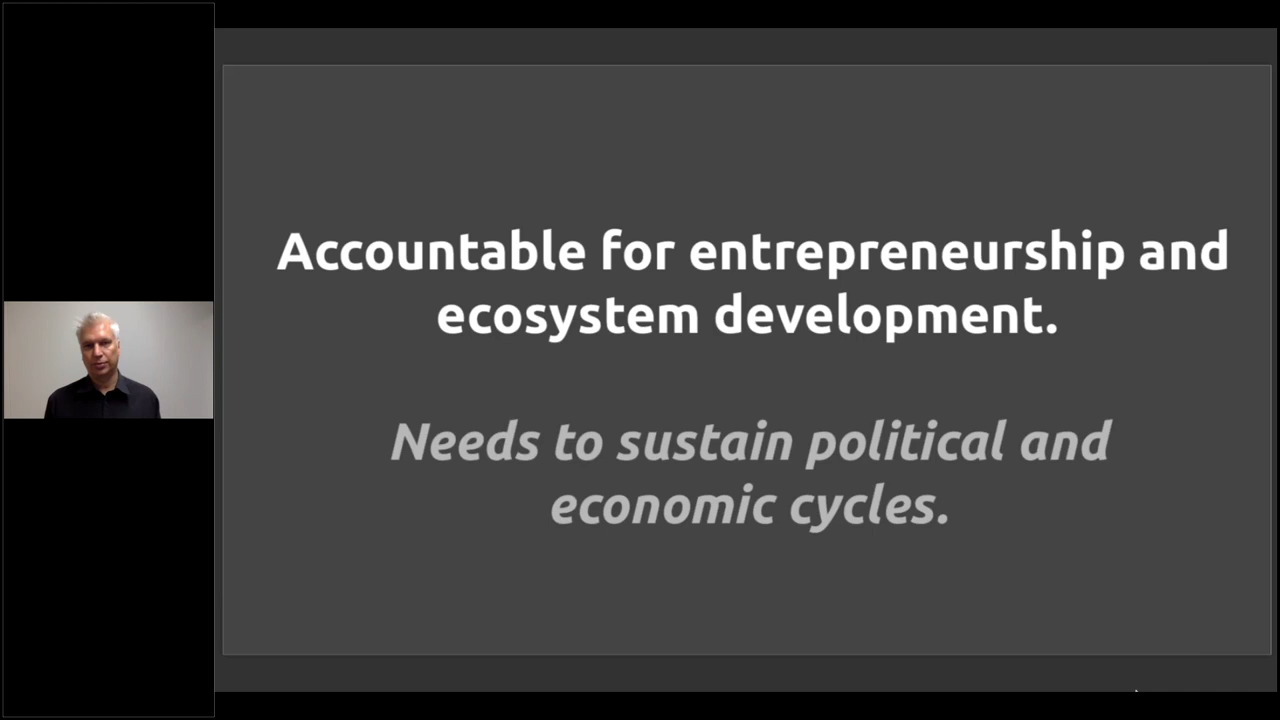 Accountable for entrepreneurship and
ecosystem development.
Needs to sustain political and
economic cycles.